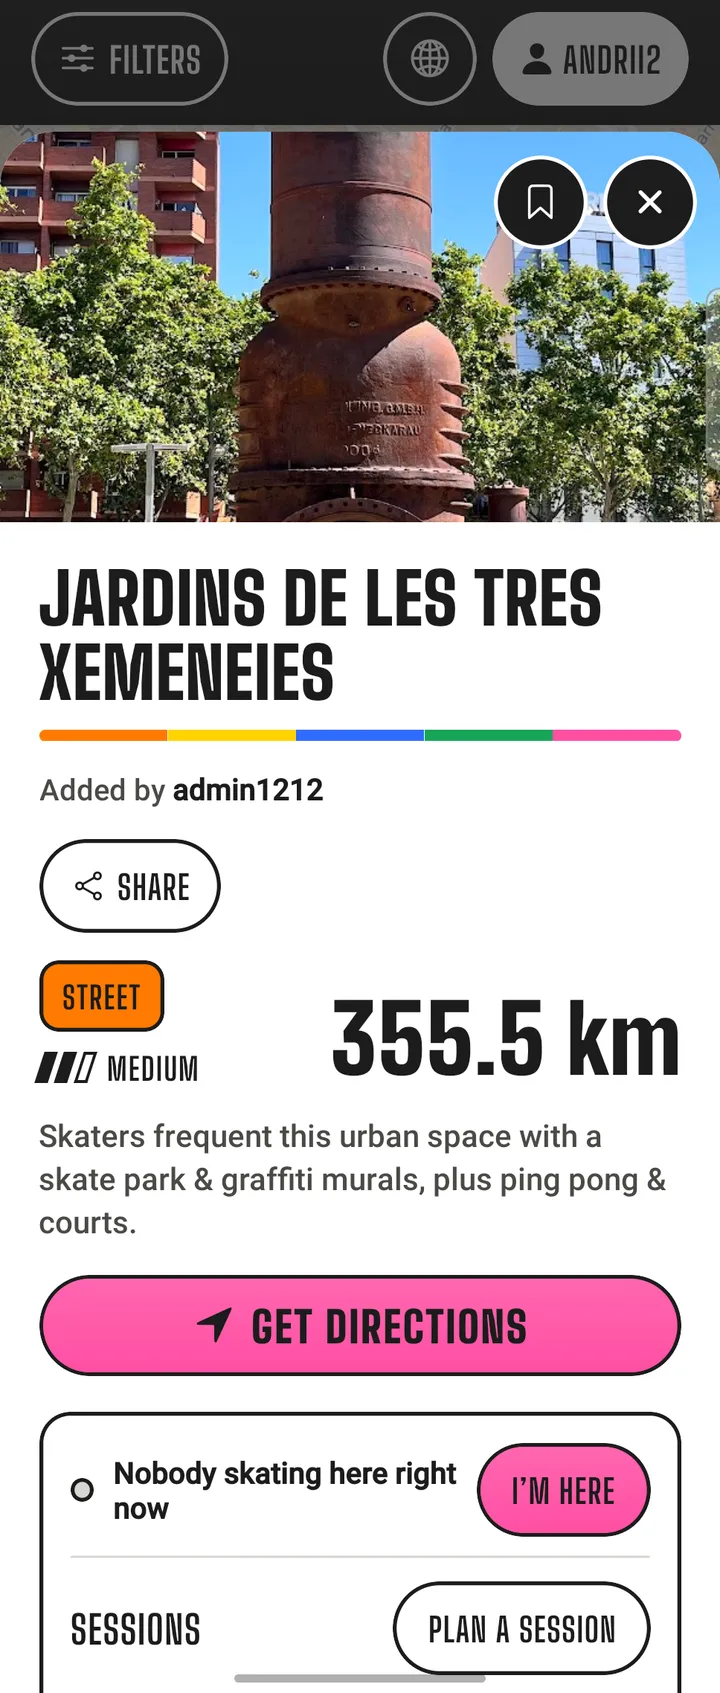 FILTERS
ANDRII2
JARDINS DE LES TRES
XEMENEIES
Added by admin1212
SHARE
STREET
MEDIUM
355.5 km
Skaters frequent this urban space with a
skate park & graffiti murals, plus ping pong &
courts.
GET DIRECTIONS
Nobody skating here right
now
I'M HERE
SESSIONS
PLAN A SESSION